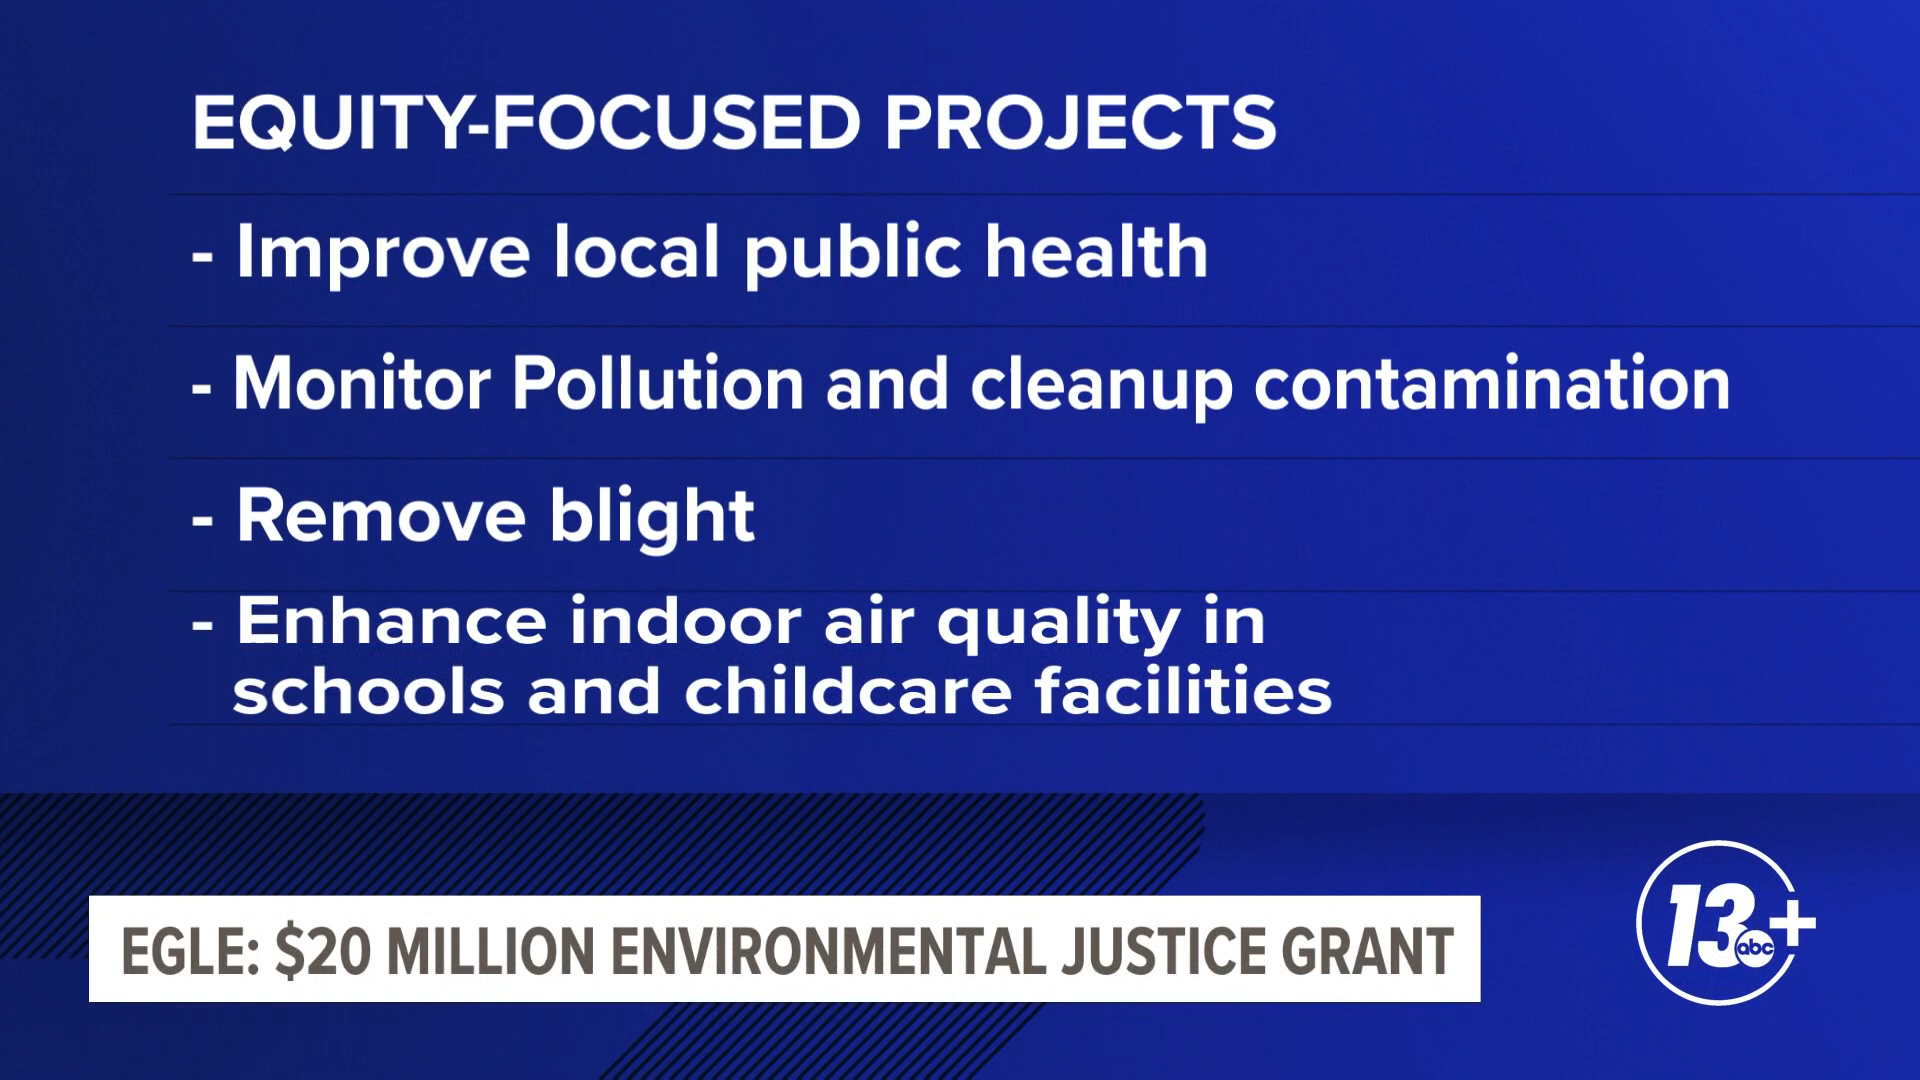 EQUITY-FOCUSED PROJECTS
- Improve local public health
- Monitor Pollution and cleanup contamination
- Remove blight
- Enhance indoor air quality in
schools and childcare facilities
EGLE: $20 MILLION ENVIRONMENTAL JUSTICE GRANT
13+
abc